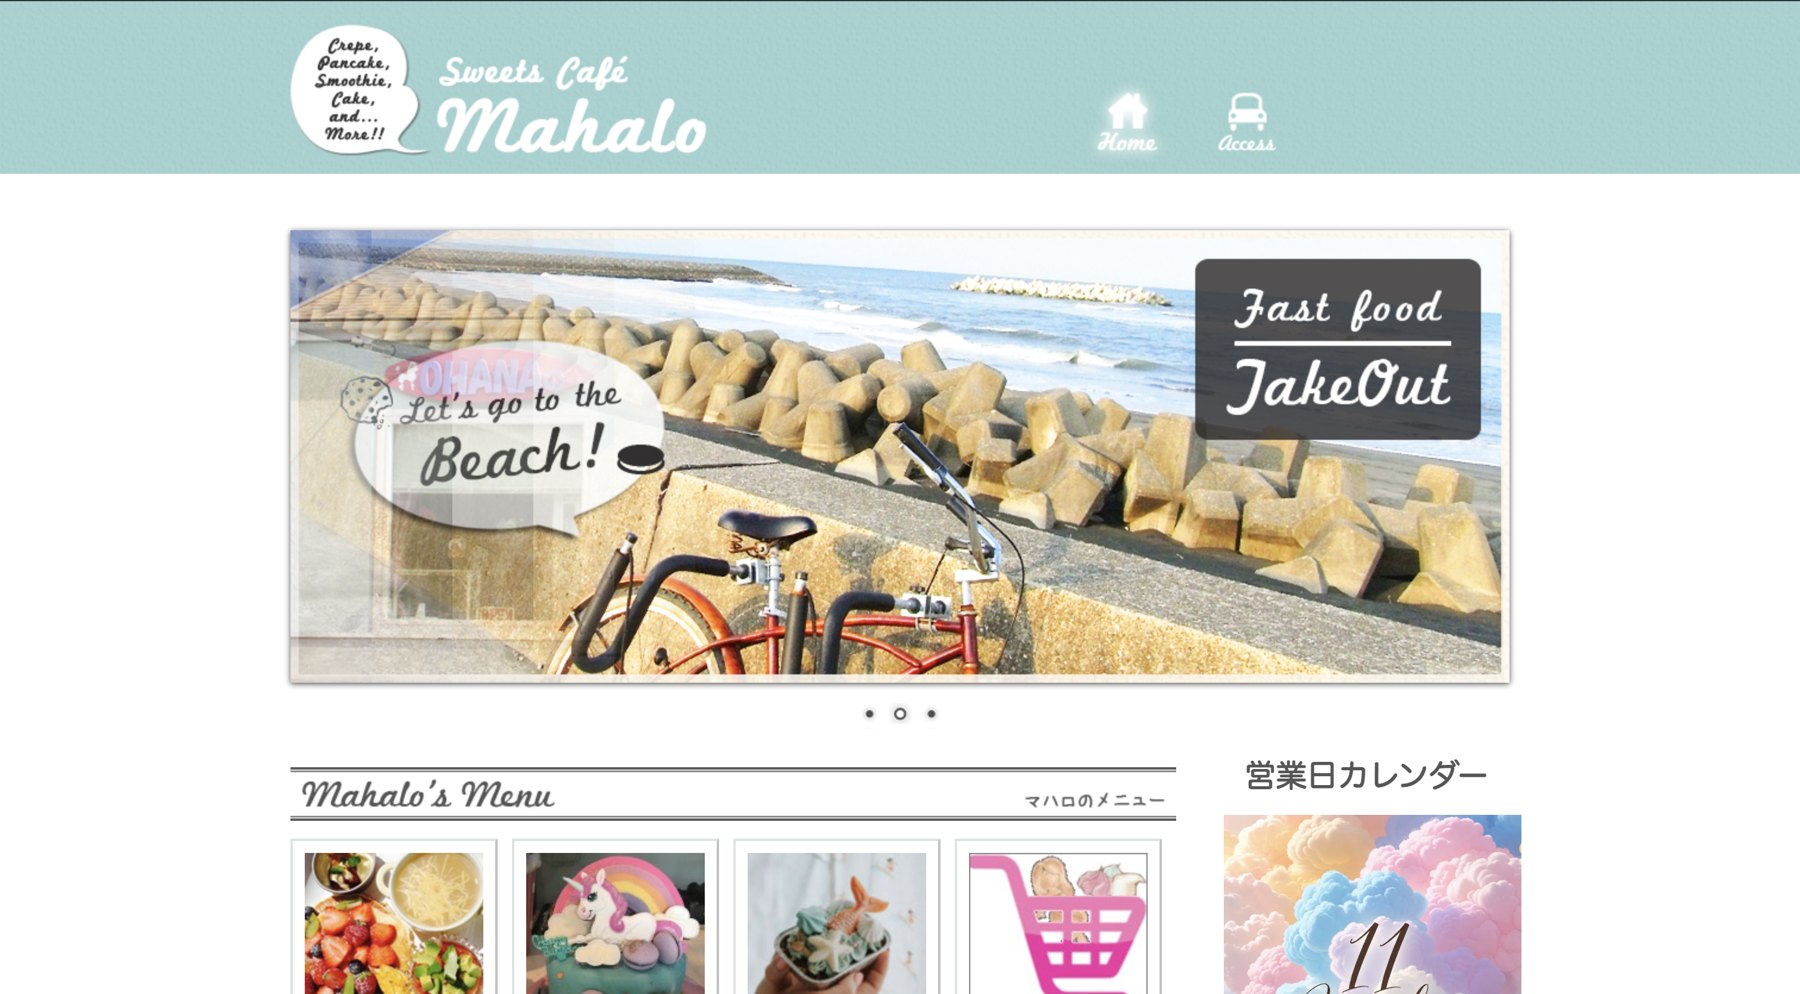 Crepe,
Pancake,
Smoothie,
Cake,
and...
More!!
Sweets Café
Mahalo
Home
Access
Fast food
TakeOut
OHANA
Let's go to the
Beach!
Mahalo's Menu
マハロのメニュー
営業日カレンダー
11